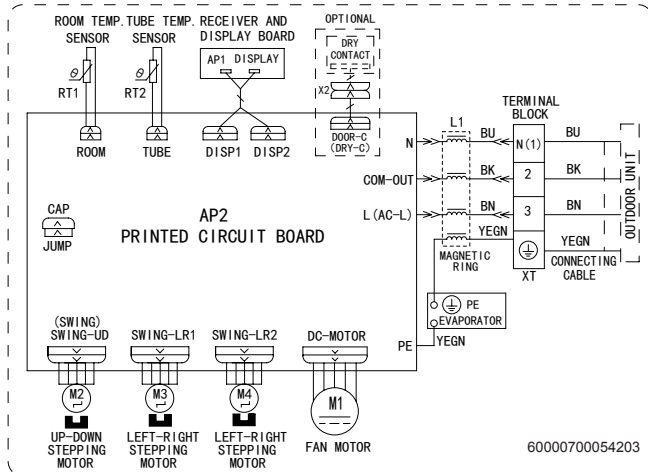 ROOM TEMP. TUBE TEMP. RECEIVER AND
SENSOR SENSOR DISPLAY BOARD
OPTIONAL
DRY
CONTACT
AP1 DISPLAY
θ RT1
θ RT2
X2
ROOM
TUBE
DISP1
DISP2
DOOR-C
(DRY-C)
TERMINAL
BLOCK
L1
N
BU
N(1)
BU
COM-OUT
BK
2
BK
L(AC-L)
BN
3
BN
YEGN
YEGN
OUTDOOR UNIT
MAGNETIC
RING
XT
CONNECTING
CABLE
CAP
JUMP
AP2
PRINTED CIRCUIT BOARD
PE
EVAPORATOR
PE
YEGN
(SWING)
SWING-UD
SWING-LR1
SWING-LR2
DC-MOTOR
M2
M3
M4
M1
UP-DOWN
STEPPING
MOTOR
LEFT-RIGHT
STEPPING
MOTOR
LEFT-RIGHT
STEPPING
MOTOR
FAN MOTOR
60000700054203